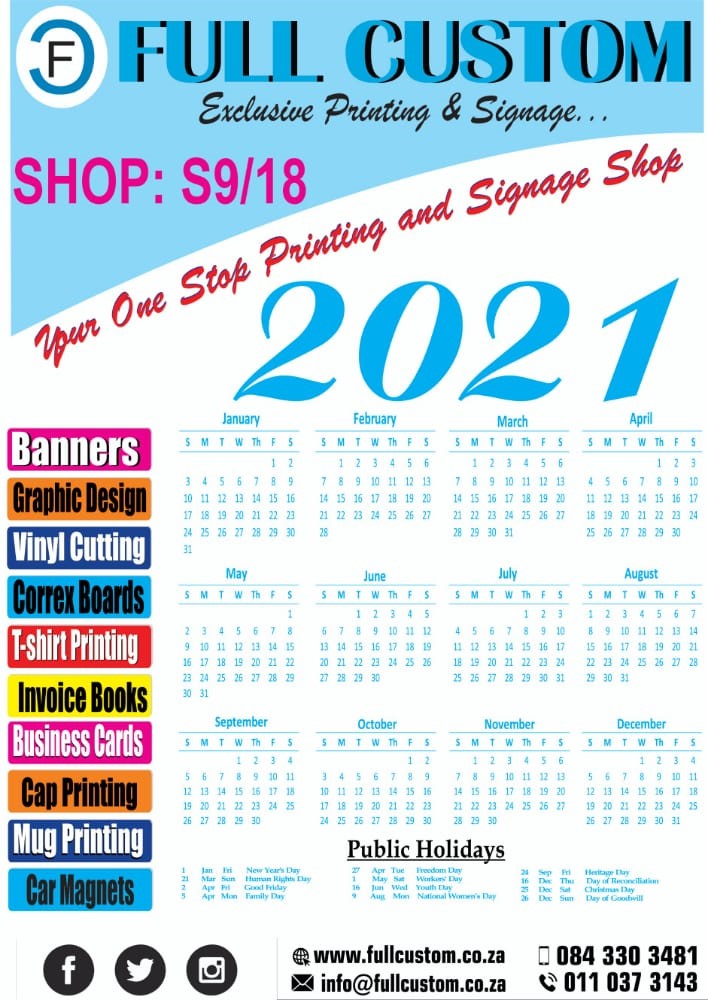 F
FULL CUSTOM
Exclusive Printing & Signage...
SHOP: S9/18
Your One Stop Printing and Signage Shop
2021
Banners
Graphic Design
Vinyl Cutting
Correx Boards
T-shirt Printing
Invoice Books
Business Cards
Cap Printing
Mug Printing
Car Magnets
January
S M T W Th F S
1 2
3 4 5 6 7 8 9
10 11 12 13 14 15 16
17 18 19 20 21 22 23
24 25 26 27 28 29 30
31
February
S M T W Th F S
1 2 3 4 5 6
7 8 9 10 11 12 13
14 15 16 17 18 19 20
21 22 23 24 25 26 27
28
March
S M T W Th F S
1 2 3 4 5 6
7 8 9 10 11 12 13
14 15 16 17 18 19 20
21 22 23 24 25 26 27
28 29 30 31
April
S M T W Th F S
1 2 3
4 5 6 7 8 9 10
11 12 13 14 15 16 17
18 19 20 21 22 23 24
25 26 27 28 29 30
May
S M T W Th F S
1
2 3 4 5 6 7 8
9 10 11 12 13 14 15
16 17 18 19 20 21 22
23 24 25 26 27 28 29
30 31
June
S M T W Th F S
1 2 3 4 5
6 7 8 9 10 11 12
13 14 15 16 17 18 19
20 21 22 23 24 25 26
27 28 29 30
July
S M T W Th F S
1 2 3
4 5 6 7 8 9 10
11 12 13 14 15 16 17
18 19 20 21 22 23 24
25 26 27 28 29 30 31
August
S M T W Th F S
1 2 3 4 5 6 7
8 9 10 11 12 13 14
15 16 17 18 19 20 21
22 23 24 25 26 27 28
29 30 31
September
S M T W Th F S
1 2 3 4
5 6 7 8 9 10 11
12 13 14 15 16 17 18
19 20 21 22 23 24 25
26 27 28 29 30
October
S M T W Th F S
1 2
3 4 5 6 7 8 9
10 11 12 13 14 15 16
17 18 19 20 21 22 23
24 25 26 27 28 29 30
November
S M T W Th F S
1 2 3 4 5 6
7 8 9 10 11 12 13
14 15 16 17 18 19 20
21 22 23 24 25 26 27
28 29 30
December
S M T W Th F S
1 2 3 4
5 6 7 8 9 10 11
12 13 14 15 16 17 18
19 20 21 22 23 24 25
26 27 28 29 30 31
Public Holidays
1 Jan Fri New Year's Day
21 Mar Sun Human Rights Day
2 Apr Fri Good Friday
5 Apr Mon Family Day
27 Apr Tue Freedom Day
1 May Sat Workers' Day
16 Jun Wed Youth Day
9 Aug Mon National Women's Day
24 Sep Fri Heritage Day
16 Dec Thu Day of Reconciliation
25 Dec Sat Christmas Day
26 Dec Sun Day of Goodwill
www.fullcustom.co.za
info@fullcustom.co.za
084 330 3481
011 037 3143